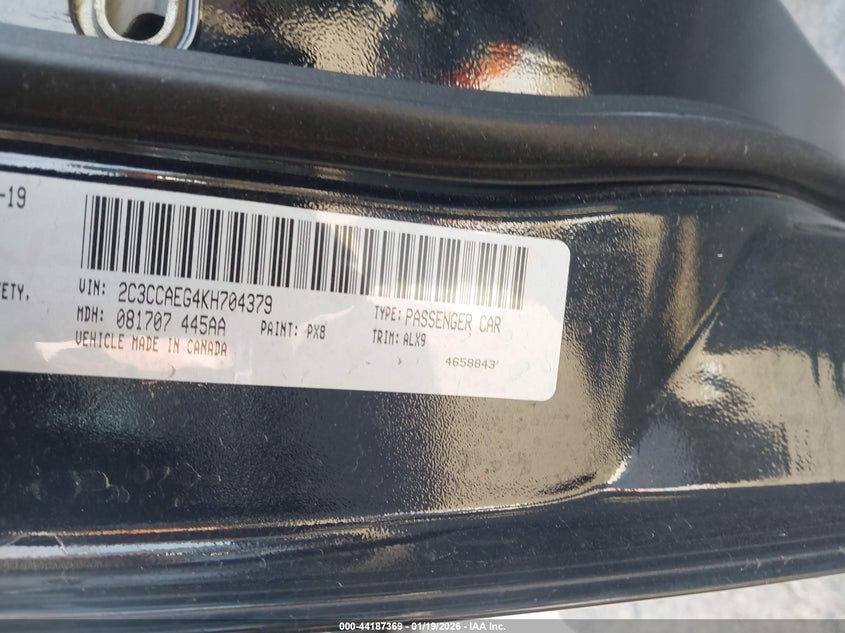 -19
ETY,
VIN: 2C3CCAEG4KH704379
MDH: 081707 445AA
PAINT: PX8
TYPE: PASSENGER CAR
TRIM: ALX9
VEHICLE MADE IN CANADA
4658843
000-44187369 | 01/19/2026 | IAA Inc.